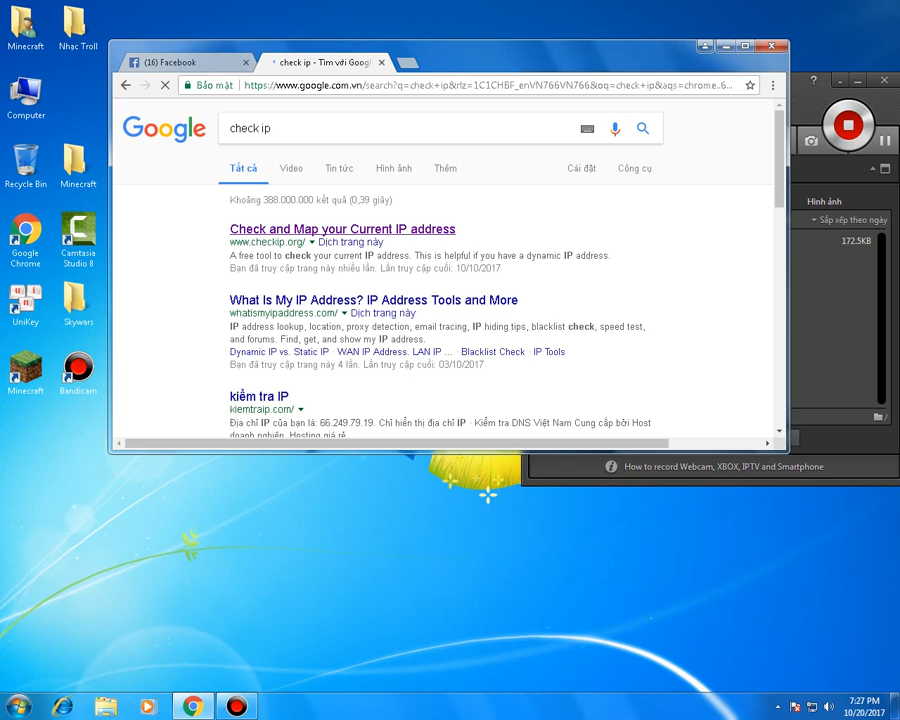 Minecraft
Nhạc Troll
Computer
Recycle Bin
Minecraft
Google
Chrome
Camtasia
Studio 8
UniKey
Skywars
Minecraft
Bandicam
(16) Facebook
check ip - Tìm với Goog
Bảo mật
https://www.google.com.vn/search?q=check+ip&rlz=1C1CHBF_enVN766VN766&oq=check+ip&aqs=chrome..6...
Google
check ip
Tất cả
Video
Tin tức
Hình ảnh
Thêm
Cài đặt
Công cụ
Khoảng 388.000.000 kết quả (0,39 giây)
Check and Map your Current IP address
www.checkip.org/ ▼ Dịch trang này
A free tool to check your current IP address. This is helpful if you have a dynamic IP address.
Bạn đã truy cập trang này nhiều lần. Lần truy cập cuối: 10/10/2017
What Is My IP Address? IP Address Tools and More
whatismyipaddress.com/ ▼ Dịch trang này
IP address lookup, location, proxy detection, email tracing, IP hiding tips, blacklist check, speed test,
and forums. Find, get, and show my IP address.
Dynamic IP vs. Static IP · WAN IP Address. LAN IP ... · Blacklist Check · IP Tools
Bạn đã truy cập trang này 4 lần. Lần truy cập cuối: 03/10/2017
kiểm tra IP
kiemtraip.com/ ▼
Địa chỉ IP của bạn là: 66.249.79.19. Chỉ hiển thị địa chỉ IP · Kiểm tra DNS Việt Nam Cung cấp bởi Host
doanh nghiệp, Hosting giá rẻ
?
Hình ảnh
Sắp xếp theo ngày
172.5KB
How to record Webcam, XBOX, IPTV and Smartphone
7:27 PM
10/20/2017